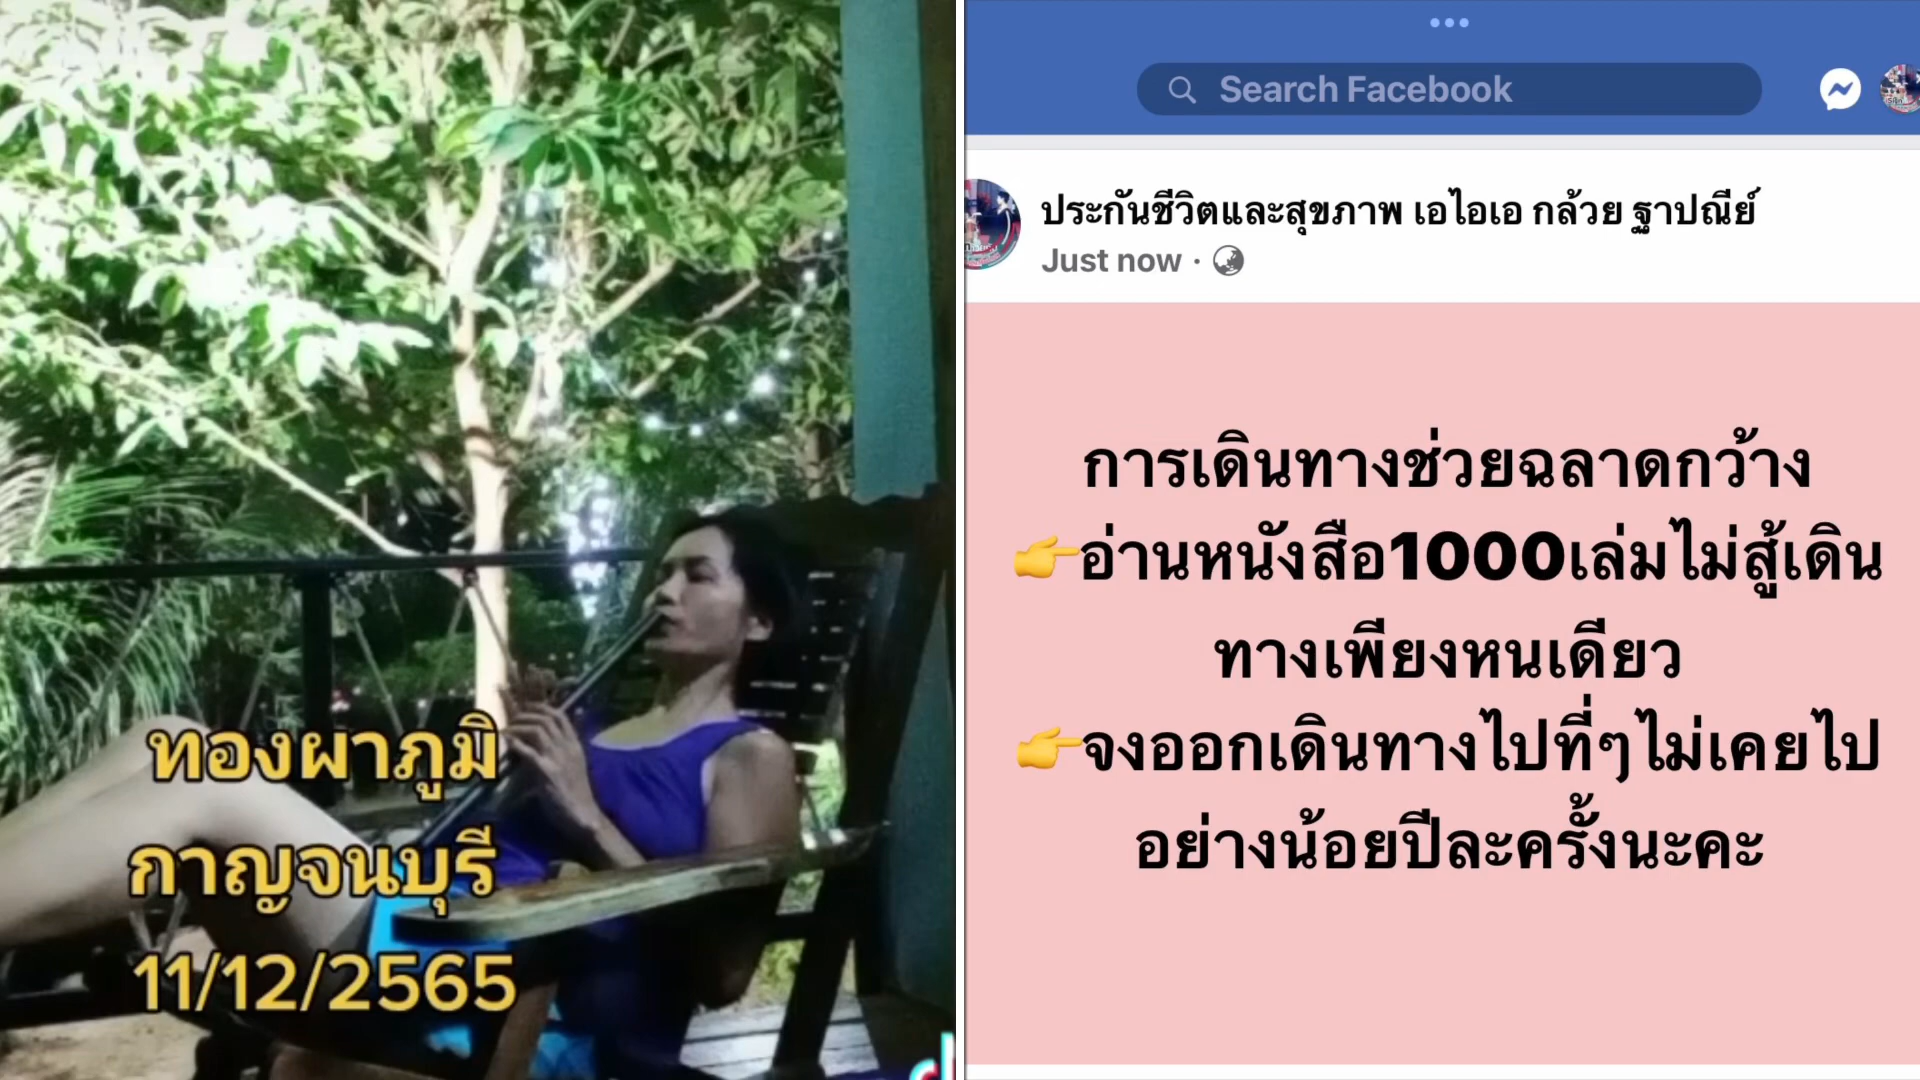 ทองผาภูมิ
กาญจนบุรี
11/12/2565
Search Facebook
ประกันชีวิตและสุขภาพ เอไอเอ กล้วย ฐาปณีย์
Just now ·
การเดินทางช่วยฉลาดกว้าง
👉อ่านหนังสือ1000เล่มไม่สู้เดิน
ทางเพียงหนเดียว
👉จงออกเดินทางไปที่ๆไม่เคยไป
อย่างน้อยปีละครั้งนะคะ